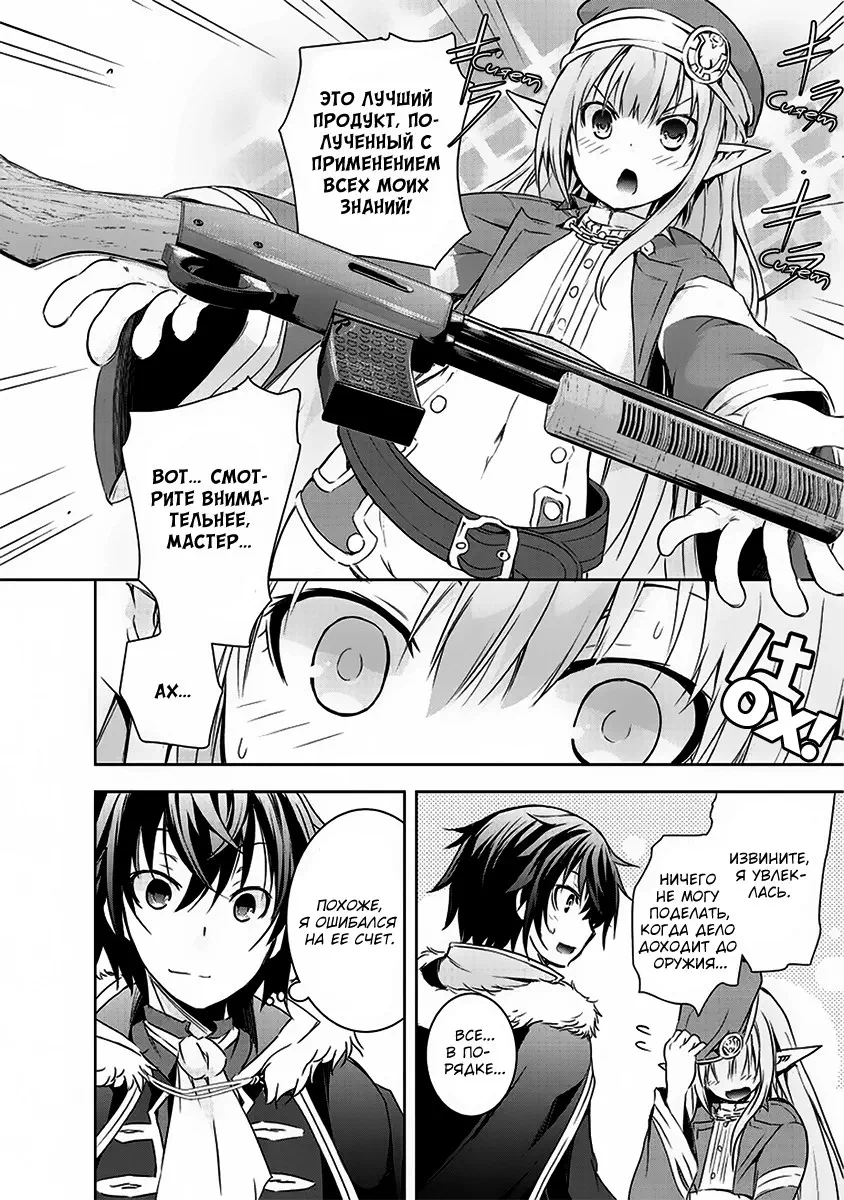 ЭТО ЛУЧШИЙ
ПРОДУКТ, ПО-
ЛУЧЕННЫЙ С
ПРИМЕНЕНИЕМ
ВСЕХ МОИХ
ЗНАНИЙ!
Сияет
Сияет
Сияет
ВОТ... СМОТ-
РИТЕ ВНИМА-
ТЕЛЬНЕЕ,
МАСТЕР...
АХ...
は
ОХ!
ИЗВИНИТЕ,
Я УВЛЕК-
ЛАСЬ.
НИЧЕГО
НЕ МОГУ
ПОДЕЛАТЬ,
КОГДА ДЕЛО
ДОХОДИТ ДО
ОРУЖИЯ...
ВСЕ...
В ПО-
РЯДКЕ...
ПОХОЖЕ,
Я ОШИБАЛСЯ
НА ЕЕ СЧЕТ.